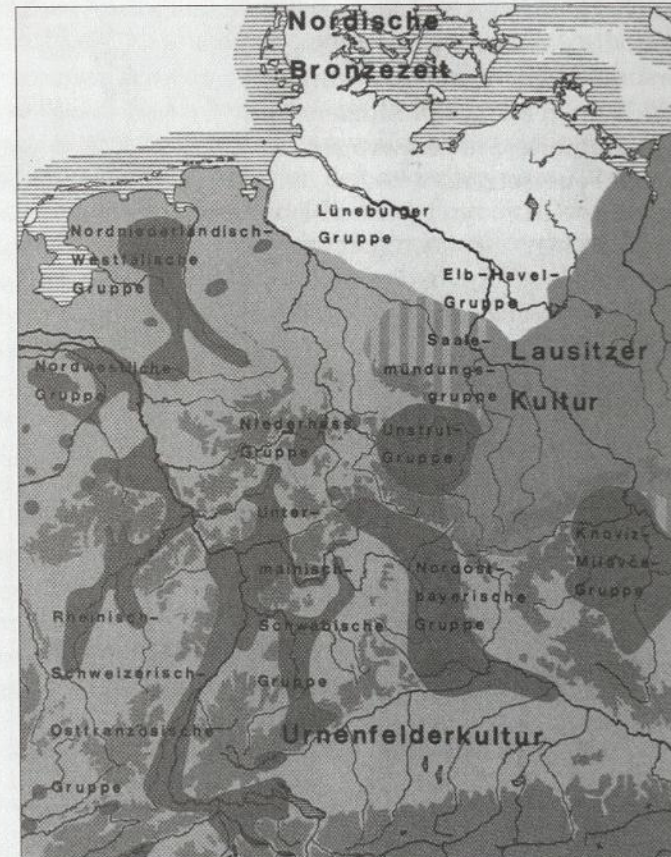 Nordische
Bronzezeit
Lüneburger
Gruppe
Nordniederländisch-
Westfälische
Gruppe
Elb-Havel-
Gruppe
Saale-
mündungs-
gruppe
Lausitzer
Kultur
Nordwestliche
Gruppe
Niederhess.
Gruppe
Unstrut-
Gruppe
Unter-
mainisch-
Schwäbische
Gruppe
Nordost-
bayerische
Gruppe
Knoviz-
Milavče-
Gruppe
Rheinisch-
Schweizerisch-
Ostfranzösische
Gruppe
Urnenfelderkultur